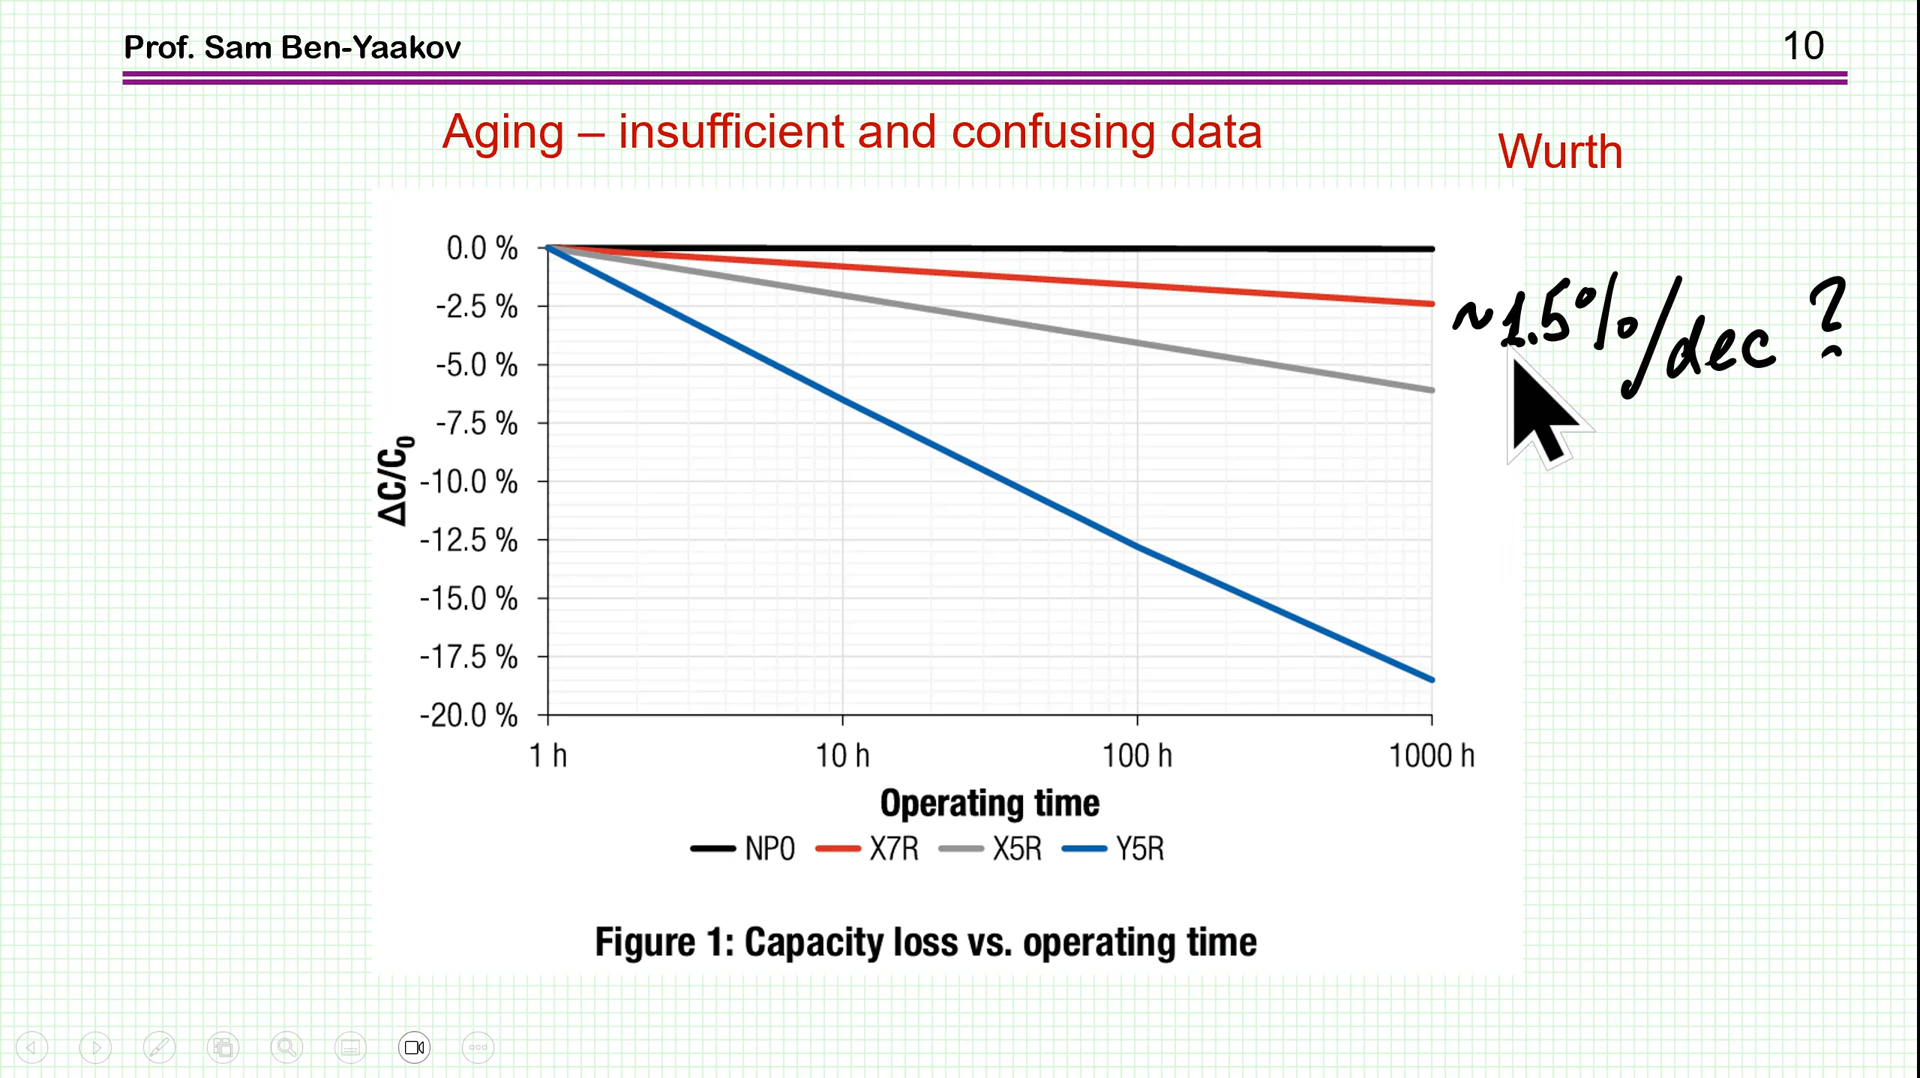 Prof. Sam Ben-Yaakov
10
Aging – insufficient and confusing data
Wurth
0.0 %
-2.5 %
-5.0 %
-7.5 %
-10.0 %
-12.5 %
-15.0 %
-17.5 %
-20.0 %
ΔC/C₀
~1.5%/dec ?
1 h 10 h 100 h 1000 h
Operating time
NP0 X7R X5R Y5R
Figure 1: Capacity loss vs. operating time